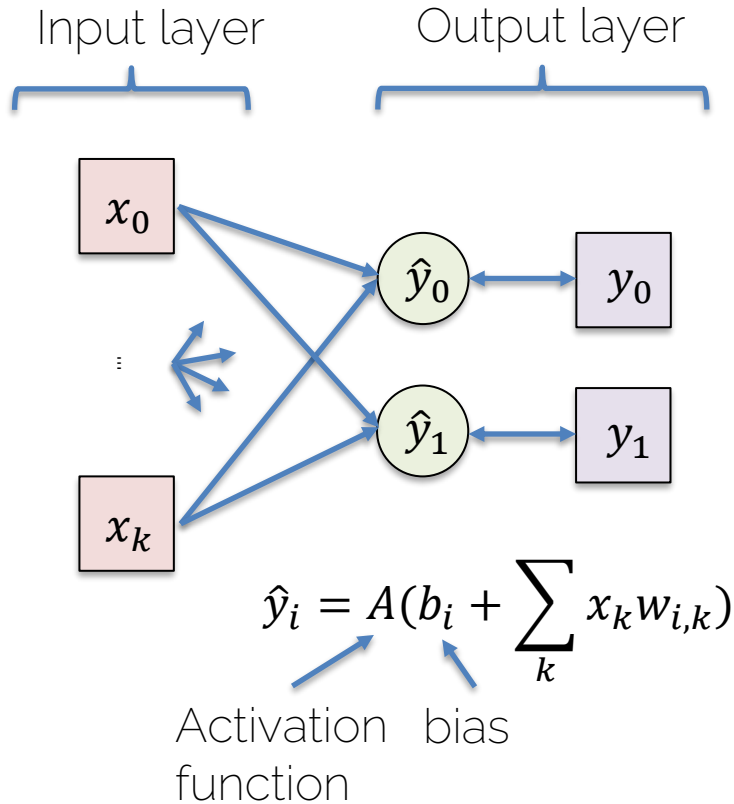 Input layer
Output layer
x₀
ŷ₀
y₀
...
ŷ₁
y₁
xₖ
ŷᵢ = A(bᵢ + ∑ₖ xₖwᵢ,ₖ)
Activation function
bias